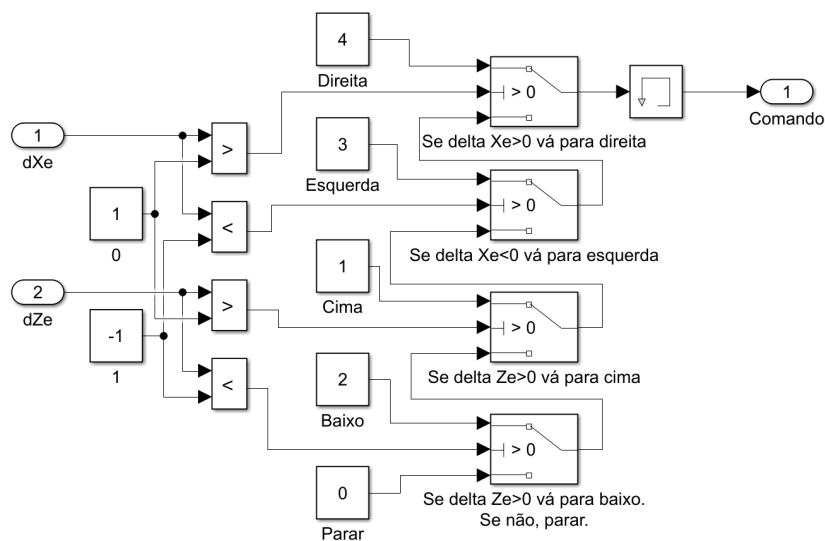 4
Direita
> 0
1
Comando
Se delta Xe>0 vá para direita
1
dXe
>
3
Esquerda
> 0
Se delta Xe<0 vá para esquerda
1
0
<
2
dZe
>
1
Cima
> 0
Se delta Ze>0 vá para cima
-1
1
<
2
Baixo
> 0
Se delta Ze>0 vá para baixo.
Se não, parar.
0
Parar